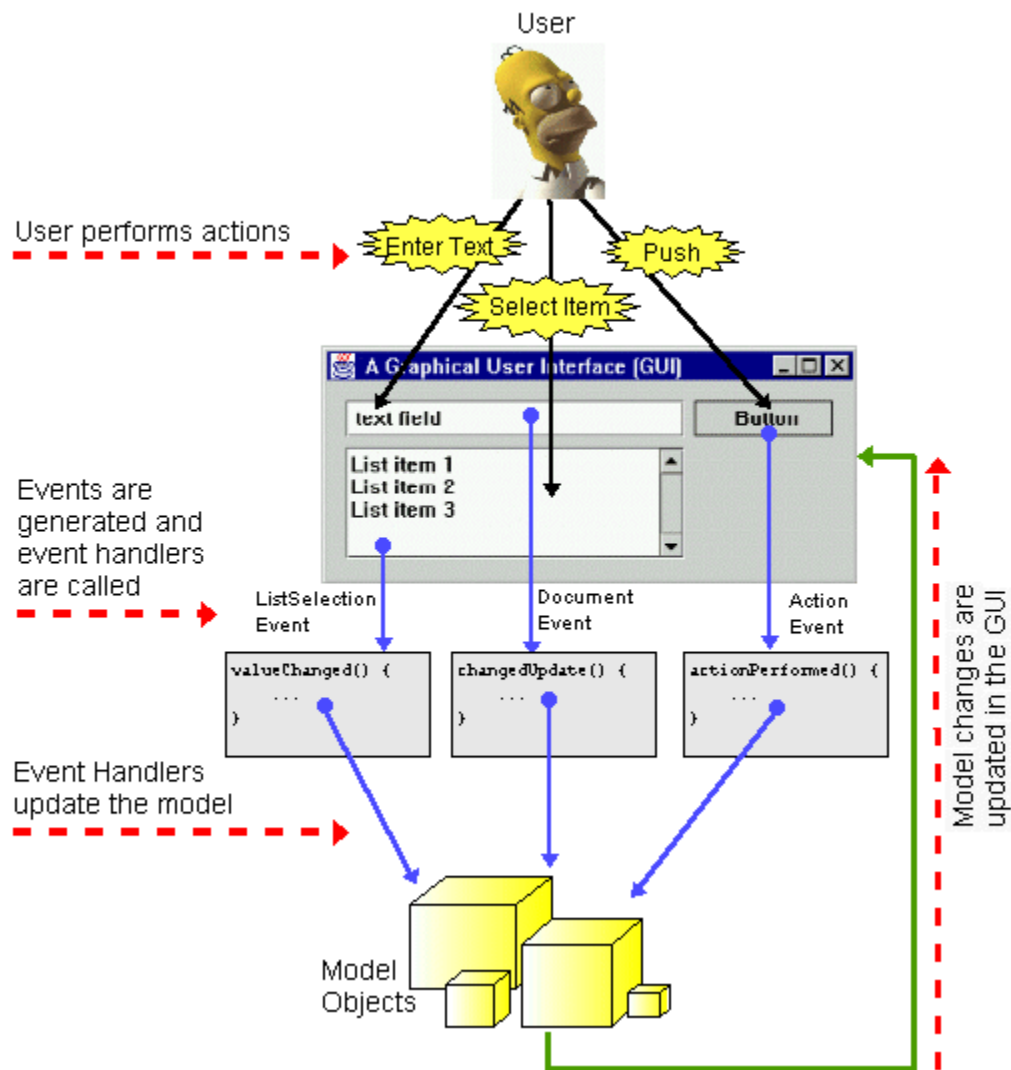 User
User performs actions
Enter Text
Push
Select Item
A Graphical User Interface (GUI)
text field
Button
List item 1
List item 2
List item 3
Events are
generated and
event handlers
are called
ListSelection
Event
Document
Event
Action
Event
valueChanged() {
...
}
changedUpdate() {
...
}
actionPerformed() {
...
}
Event Handlers
update the model
Model
Objects
Model changes are
updated in the GUI